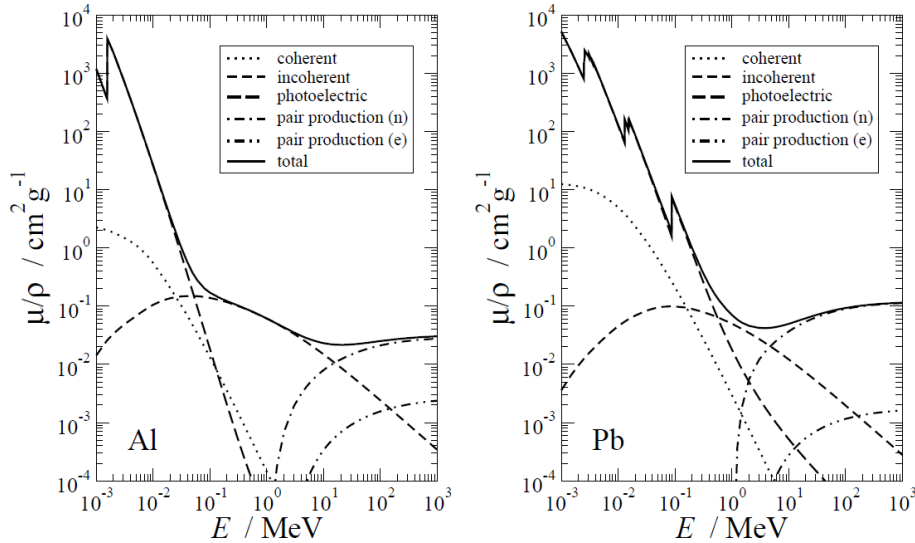 10^4
10^3
10^2
10^1
10^0
10^-1
10^-2
10^-3
10^-4
μ/ρ / cm^2 g^-1
coherent
incoherent
photoelectric
pair production (n)
pair production (e)
total
Al
10^-3 10^-2 10^-1 10^0 10^1 10^2 10^3
E / MeV
10^4
10^3
10^2
10^1
10^0
10^-1
10^-2
10^-3
10^-4
μ/ρ / cm^2 g^-1
coherent
incoherent
photoelectric
pair production (n)
pair production (e)
total
Pb
10^-3 10^-2 10^-1 10^0 10^1 10^2 10^3
E / MeV